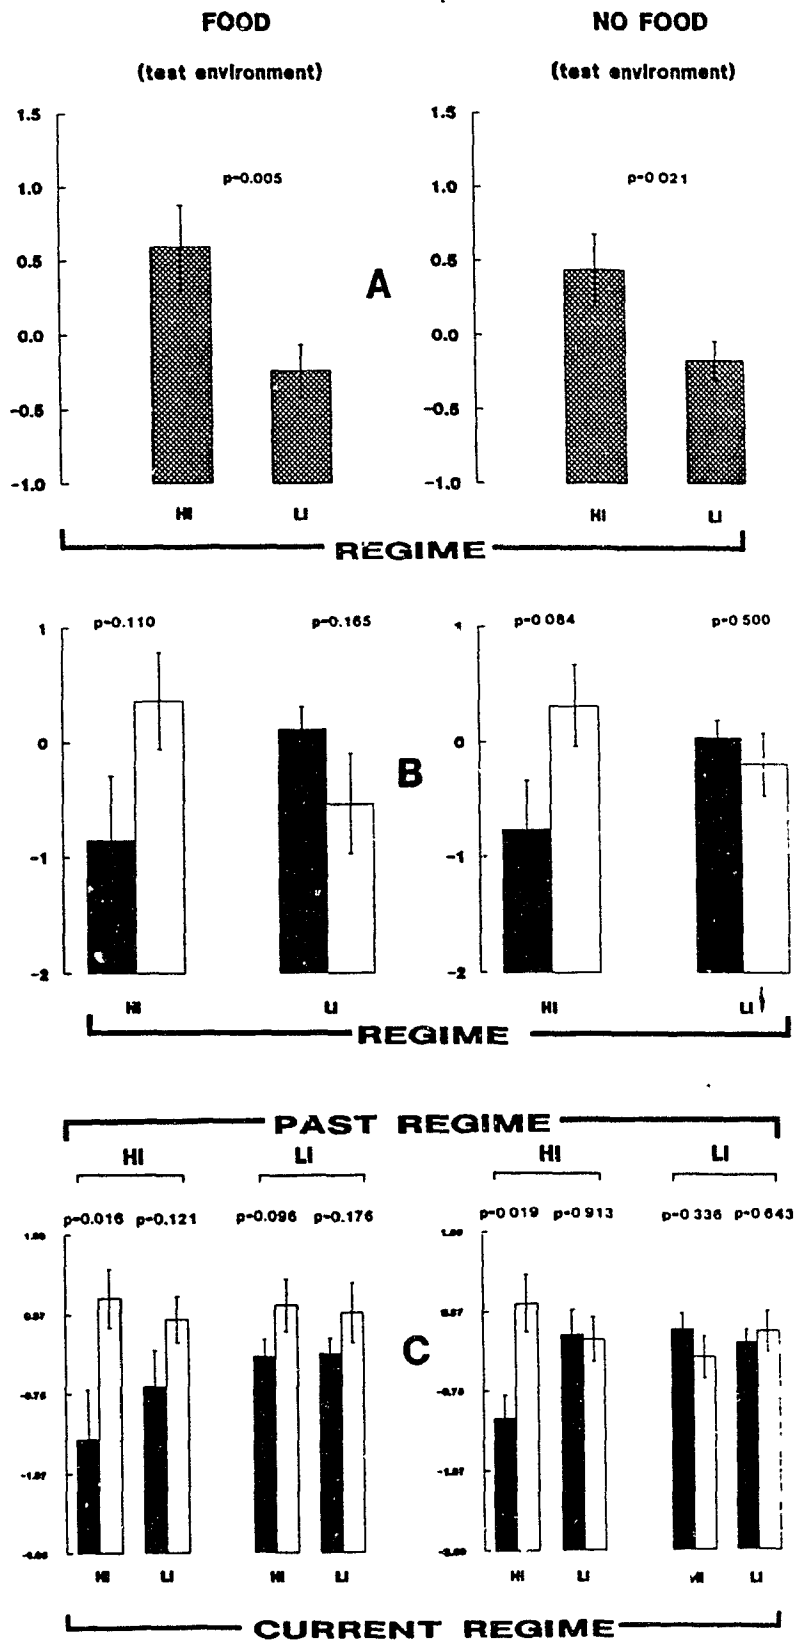 FOOD NO FOOD
(test environment) (test environment)
1.5 1.5
p=0.005 p=0 021
1.0 1.0
0.5 0.5
A
0.0 0.0
-0.5 -0.5
-1.0 -1.0
HI LI HI LI
REGIME
1 p=0.110 p=0.165 p=0 084 p=0 500
0 0
B
-1 -1
-2 -2
HI LI HI LI
REGIME
PAST REGIME
HI LI HI LI
p=0.016 p=0.121 p=0.096 p=0.176 p=0 019 p=0 913 p=0 336 p=0 643
C
HI LI HI LI HI LI LI
CURRENT REGIME